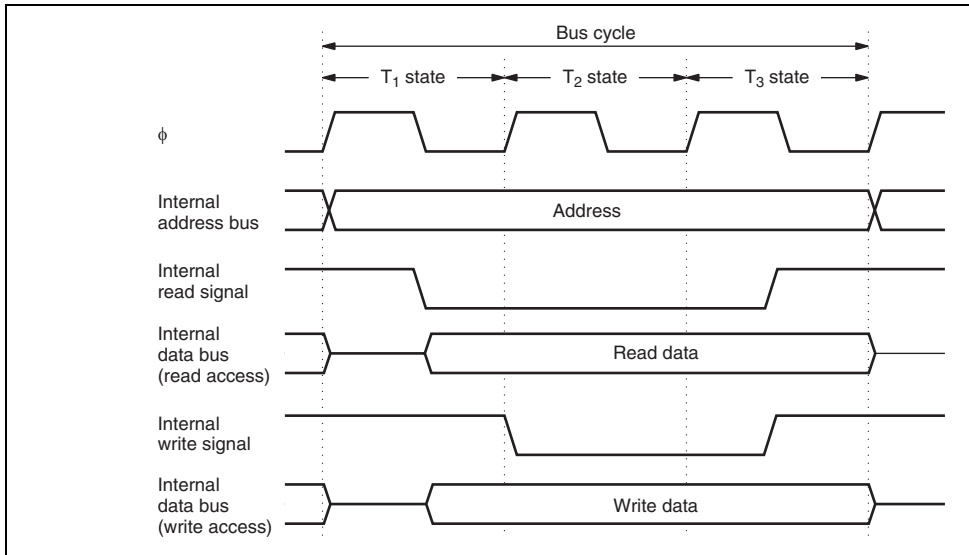 Bus cycle
T₁ state
T₂ state
T₃ state
φ
Internal
address bus
Address
Internal
read signal
Internal
data bus
(read access)
Read data
Internal
write signal
Internal
data bus
(write access)
Write data